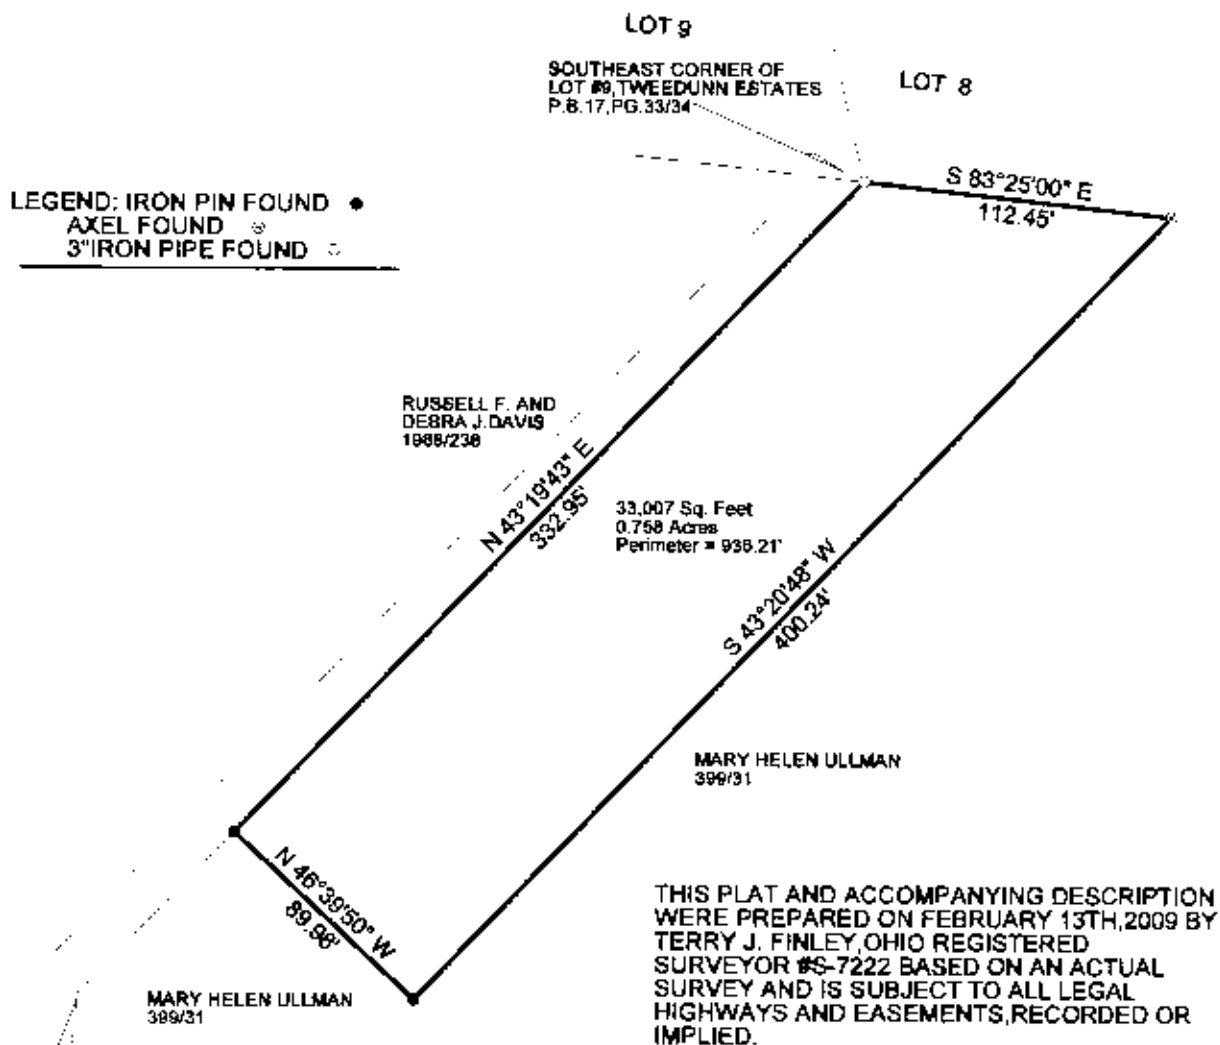 LOT 9
SOUTHEAST CORNER OF
LOT #9,TWEEDUNN ESTATES
P.B.17,PG.33/34
LOT 8
S 83°25'00" E
112.45'
LEGEND: IRON PIN FOUND
AXEL FOUND
3"IRON PIPE FOUND
RUSSELL F. AND
DEBRA J.DAVIS
1988/238
N 43°19'43" E
332.95'
33,007 Sq. Feet
0.758 Acres
Perimeter = 936.21'
S 43°20'48" W
400.24'
MARY HELEN ULLMAN
399/31
N 46°39'50" W
89.96'
MARY HELEN ULLMAN
399/31
THIS PLAT AND ACCOMPANYING DESCRIPTION
WERE PREPARED ON FEBRUARY 13TH,2009 BY
TERRY J. FINLEY,OHIO REGISTERED
SURVEYOR #S-7222 BASED ON AN ACTUAL
SURVEY AND IS SUBJECT TO ALL LEGAL
HIGHWAYS AND EASEMENTS,RECORDED OR
IMPLIED.